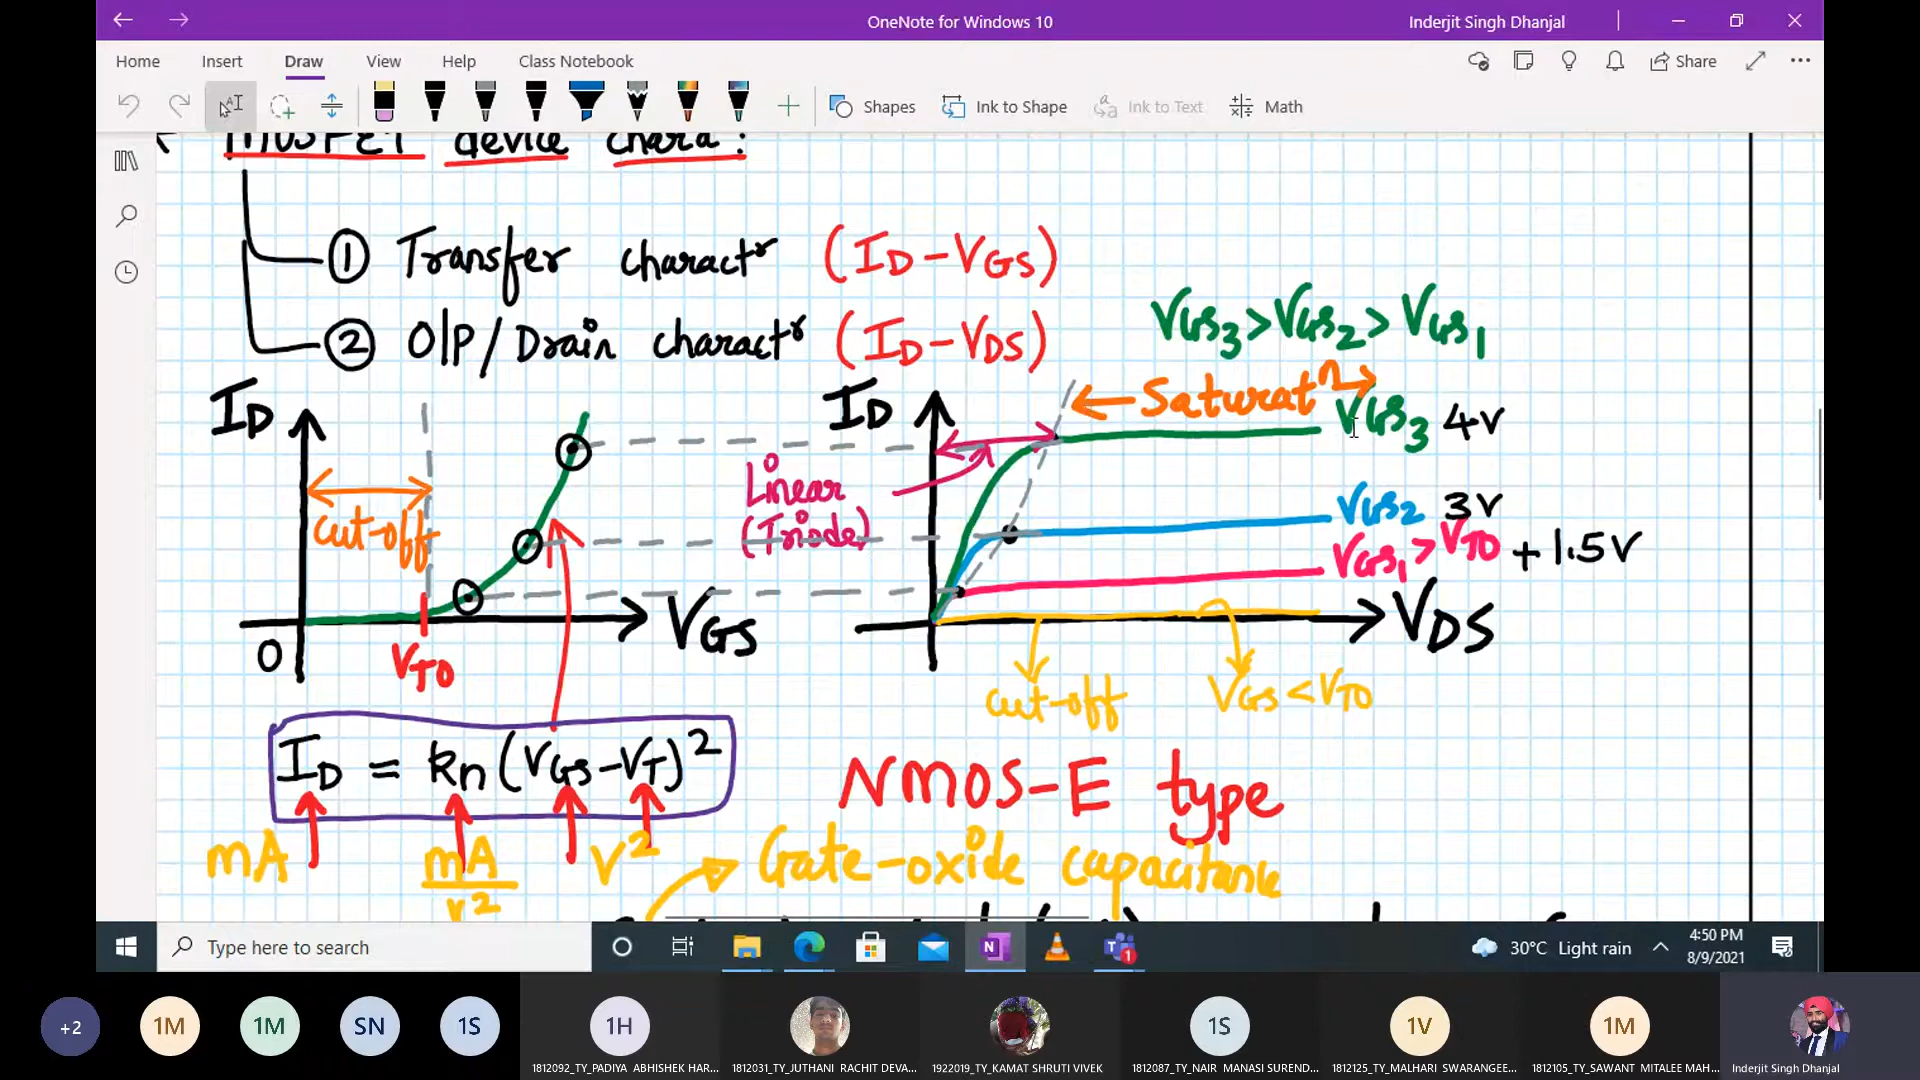 OneNote for Windows 10
Inderjit Singh Dhanjal
Home Insert Draw View Help Class Notebook
Share
Shapes Ink to Shape Ink to Text Math
MOSFET device chara:
① Transfer charactr (ID-VGS)
② O/P/Drain charactr (ID-VDS)
VGS3>VGS2>VGS1
ID
ID
Saturatn
VGS3 4V
Linear
(Triode)
cut-off
VGS2 3V
VGS1>VTO +1.5V
VGS
VDS
0
VTO
cut-off
VGS<VTO
ID = kn(VGS-VT)2
NMOS-E type
mA
mA
V2
V2
Gate-oxide capacitance
Type here to search
30°C Light rain
4:50 PM
8/9/2021
1
+2
1M
1M
SN
1S
1H
1S
1V
1M
1812092_TY_PADIYA ABHISHEK HAR...
1812031_TY_JUTHANI RACHIT DEVA...
1922019_TY_KAMAT SHRUTI VIVEK
1812087_TY_NAIR MANASI SUREND...
1812125_TY_MALHARI SWARANGEE...
1812105_TY_SAWANT MITALEE MAH...
Inderjit Singh Dhanjal